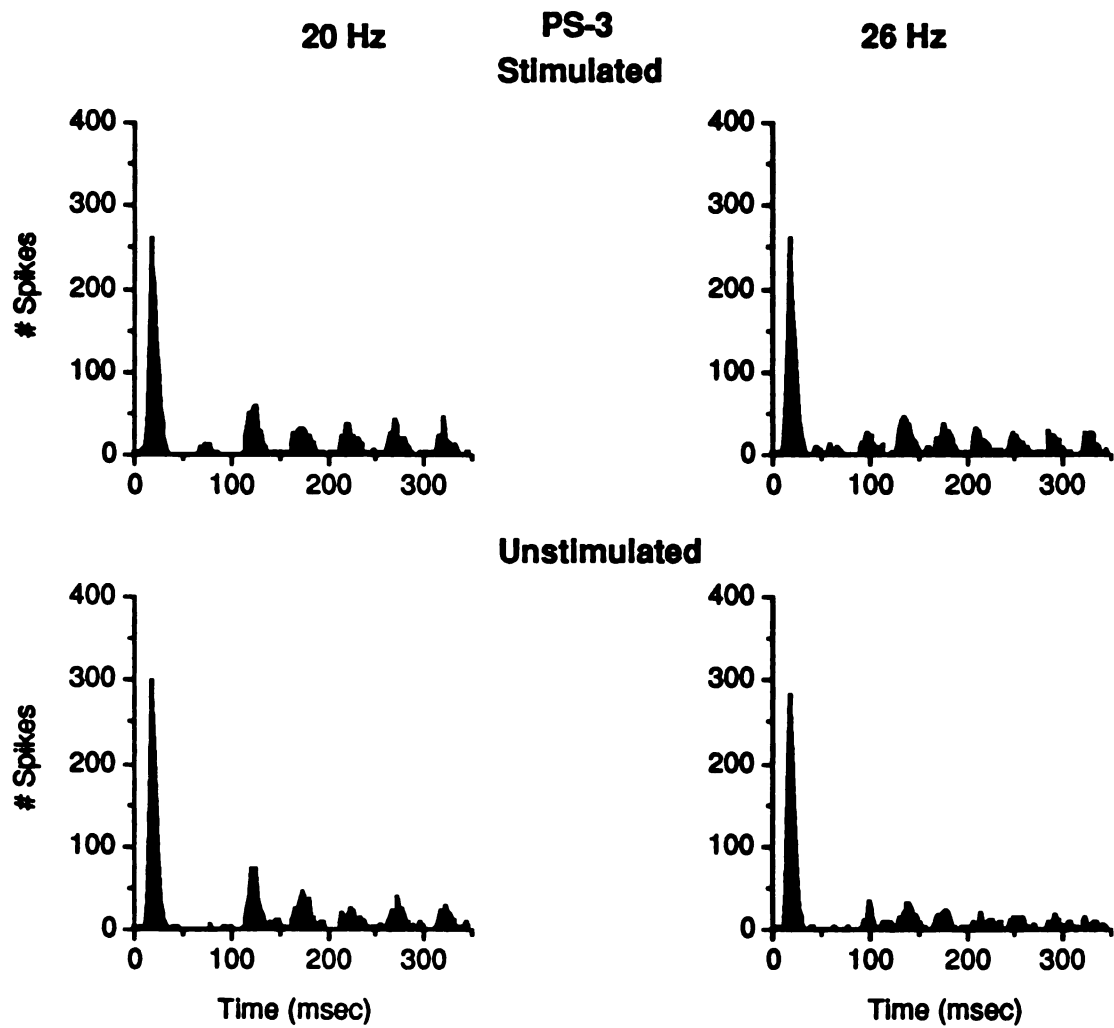 20 Hz PS-3 26 Hz
Stimulated
400 400
300 300
200 200
100 100
0 0
# Spikes
0 100 200 300 0 100 200 300
Unstimulated
400 400
300 300
200 200
100 100
0 0
# Spikes
0 100 200 300 0 100 200 300
Time (msec) Time (msec)